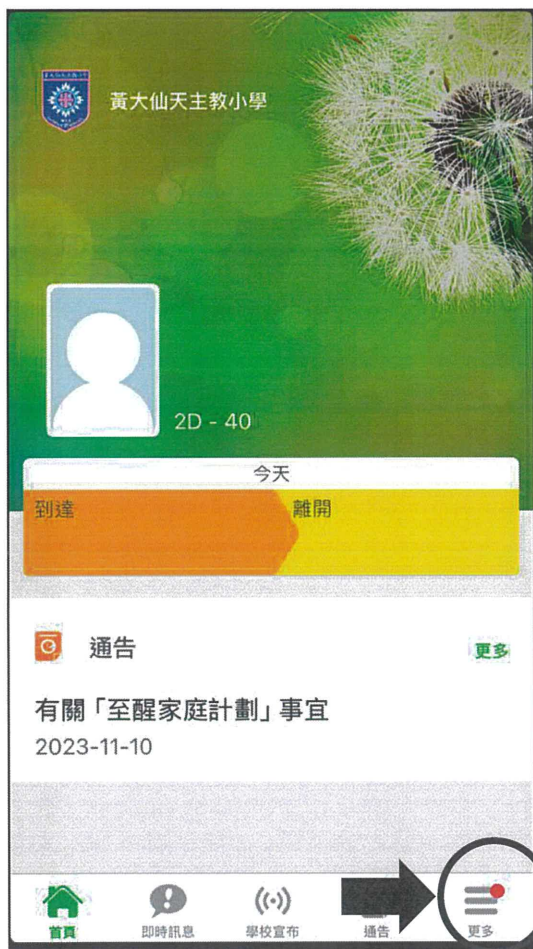 黃大仙天主教小學
2D - 40
今天
到達
離開
通告
更多
有關「至醒家庭計劃」事宜
2023-11-10
首頁
即時訊息
學校宣布
通告
更多